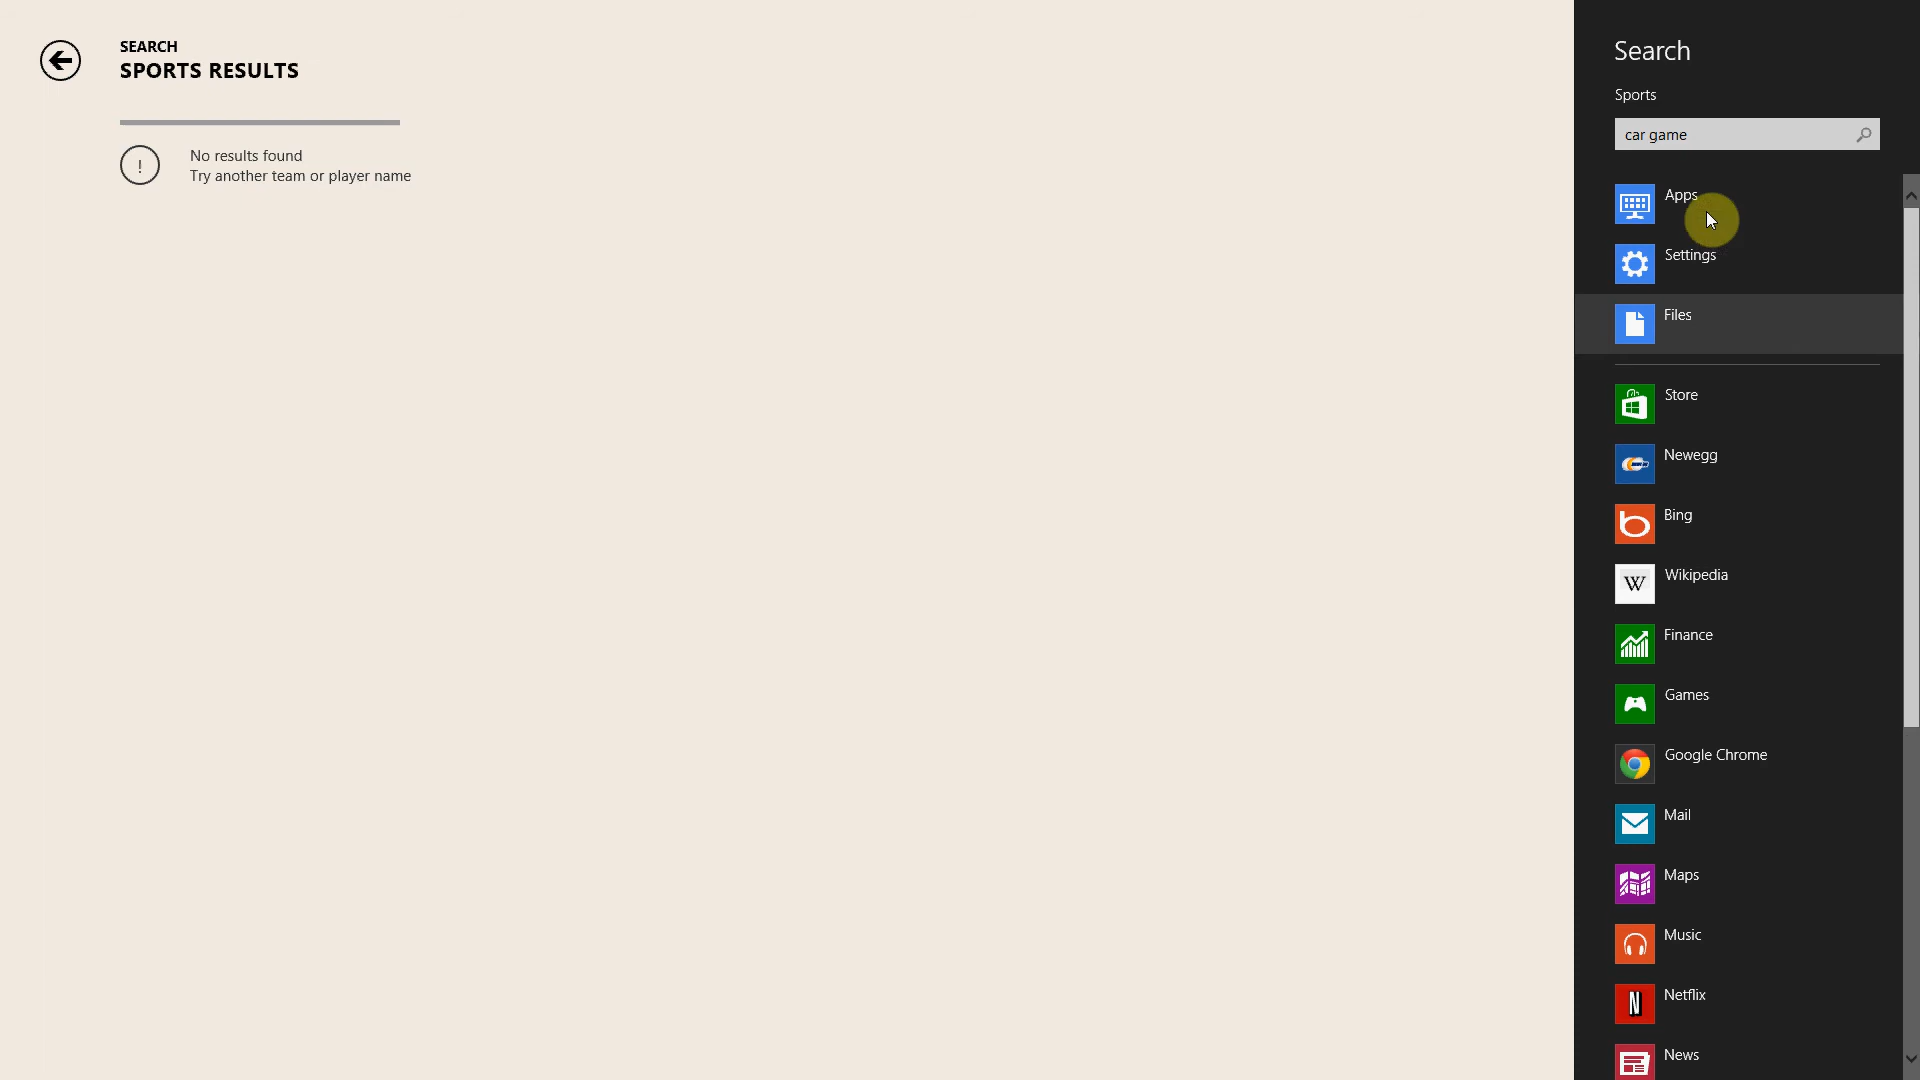 SEARCH
SPORTS RESULTS
!
No results found
Try another team or player name
Search
Sports
car game
Apps
Settings
Files
Store
Newegg
Bing
W
Wikipedia
Finance
Games
Google Chrome
Mail
Maps
Music
N
Netflix
News